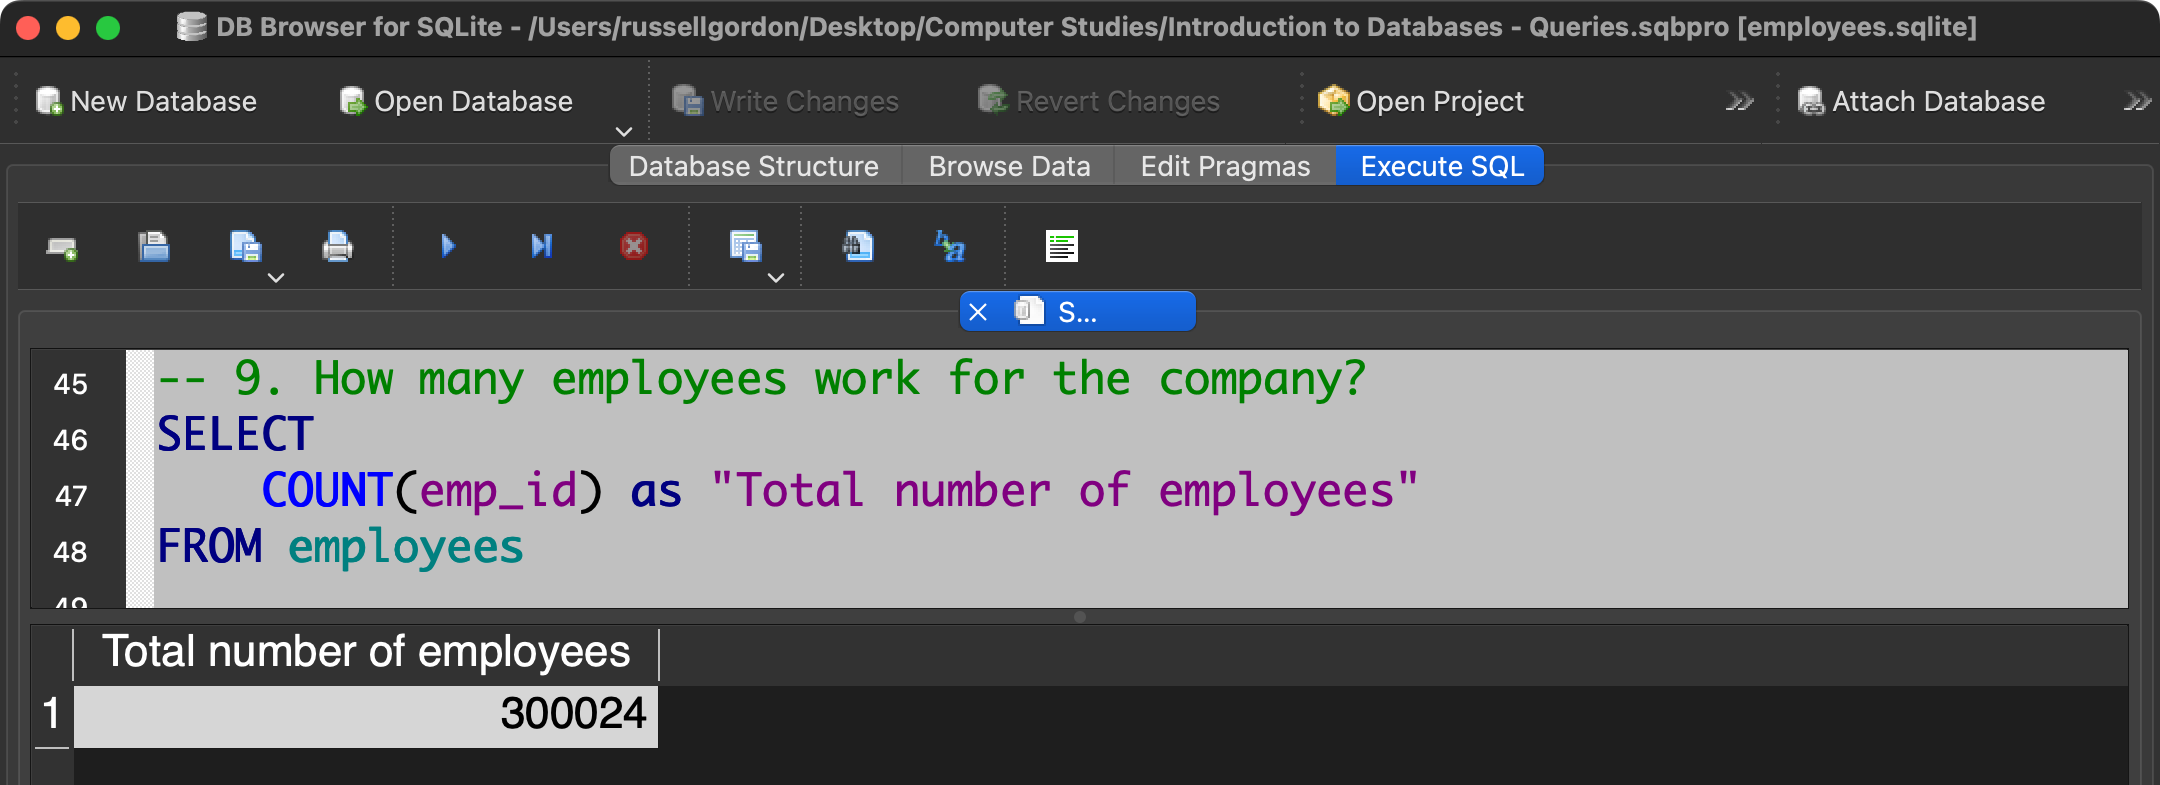 DB Browser for SQLite - /Users/russellgordon/Desktop/Computer Studies/Introduction to Databases - Queries.sqbpro [employees.sqlite]
New Database Open Database Write Changes Revert Changes Open Project Attach Database
Database Structure Browse Data Edit Pragmas Execute SQL
S...
45 -- 9. How many employees work for the company?
46 SELECT
47     COUNT(emp_id) as "Total number of employees"
48 FROM employees
49
Total number of employees
1 300024